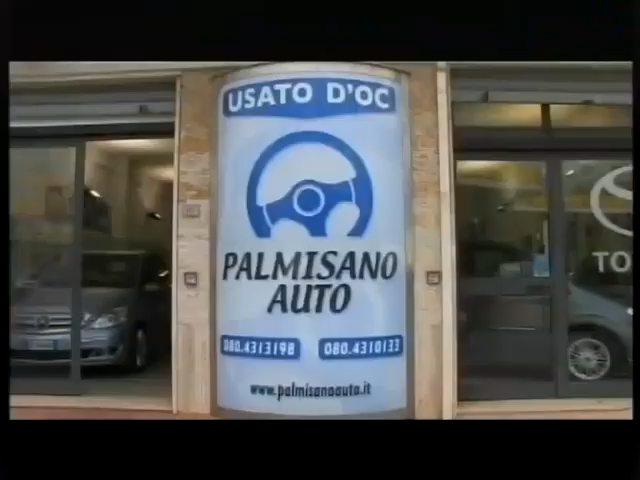 USATO D'OC
PALMISANO
AUTO
080.4313198 080.4310133
www.palmisanoauto.it
TO